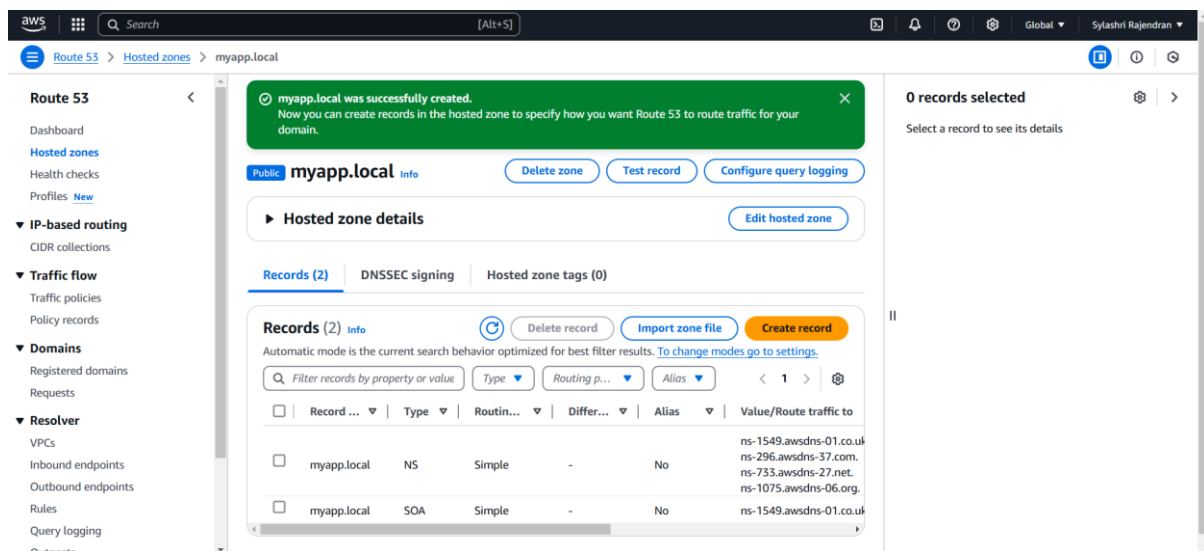 aws
Search [Alt+S] Global Sylashri Rajendran
Route 53 > Hosted zones > myapp.local
Route 53
Dashboard
Hosted zones
Health checks
Profiles New
IP-based routing
CIDR collections
Traffic flow
Traffic policies
Policy records
Domains
Registered domains
Requests
Resolver
VPCs
Inbound endpoints
Outbound endpoints
Rules
Query logging
myapp.local was successfully created.
Now you can create records in the hosted zone to specify how you want Route 53 to route traffic for your
domain.
Public myapp.local Info Delete zone Test record Configure query logging
Hosted zone details Edit hosted zone
Records (2) DNSSEC signing Hosted zone tags (0)
Records (2) Info Delete record Import zone file Create record
Automatic mode is the current search behavior optimized for best filter results. To change modes go to settings.
Filter records by property or value Type Routing p... Alias 1
Record ... Type Routin... Differ... Alias Value/Route traffic to
myapp.local NS Simple - No
ns-1549.awsdns-01.co.uk
ns-296.awsdns-37.com.
ns-733.awsdns-27.net.
ns-1075.awsdns-06.org.
myapp.local SOA Simple - No ns-1549.awsdns-01.co.uk
0 records selected
Select a record to see its details